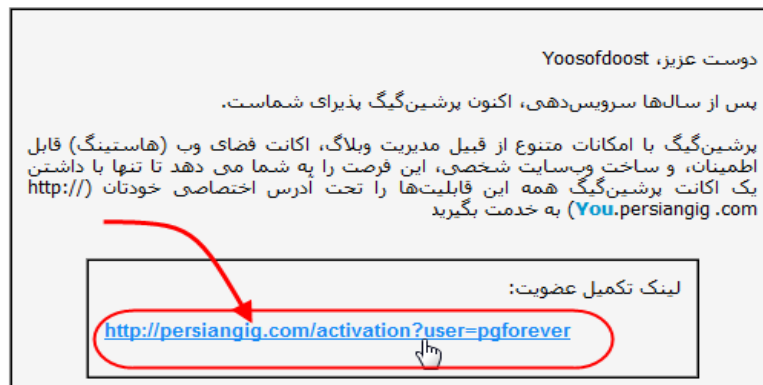 دوست عزیز، Yoosofdoost
پس از سال‌ها سرویس‌دهی، اکنون پرشین‌گیگ پذیرای شماست.
پرشین‌گیگ با امکانات متنوع از قبیل مدیریت وبلاگ، اکانت فضای وب (هاستینگ) قابل
اطمینان، و ساخت وب‌سایت شخصی، این فرصت را به شما می دهد تا تنها با داشتن
یک اکانت پرشین‌گیگ همه این قابلیت‌ها را تحت آدرس اختصاصی خودتان (http://
You.persiangig .com) به خدمت بگیرید
لینک تکمیل عضویت:
http://persiangig.com/activation?user=pgforever